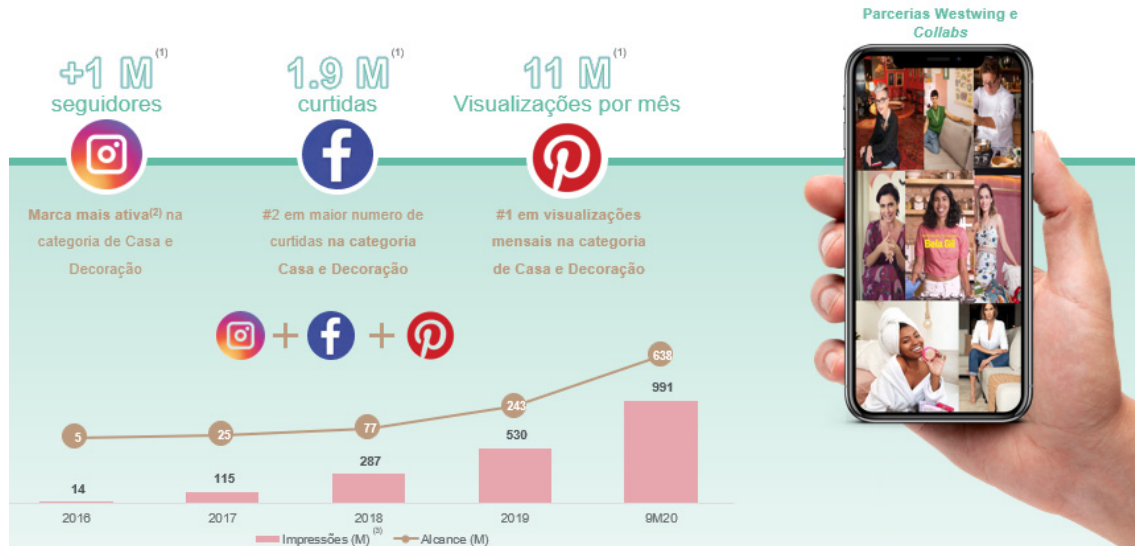 Parcerias Westwing e
Collabs
+1 M(1)
seguidores
1.9 M(1)
curtidas
11 M(1)
Visualizações por mês
Marca mais ativa(2) na
categoria de Casa e
Decoração
#2 em maior numero de
curtidas na categoria
Casa e Decoração
#1 em visualizações
mensais na categoria
de Casa e Decoração
Bela Gil
+ +
5 25 77 243 638
14 115 287 530 991
2016 2017 2018 2019 9M20
Impressões (M) (3) Alcance (M)